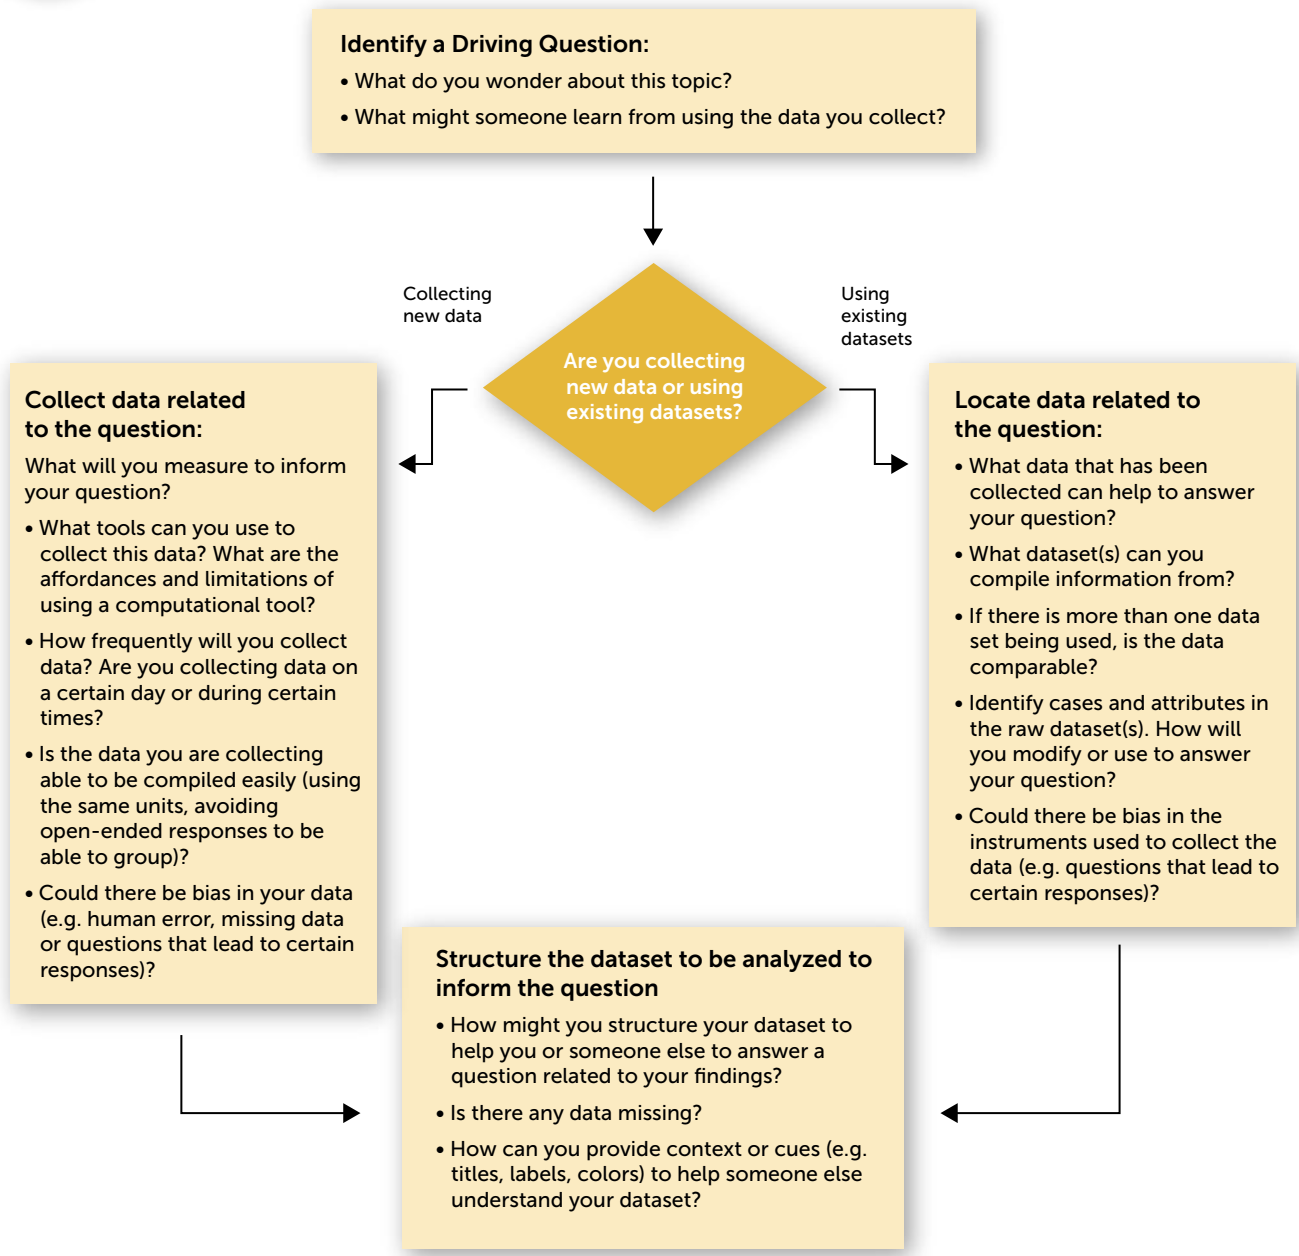 Identify a Driving Question:
• What do you wonder about this topic?
• What might someone learn from using the data you collect?
Collecting
new data
Using
existing
datasets
Are you collecting
new data or using
existing datasets?
Collect data related
to the question:
What will you measure to inform
your question?
• What tools can you use to
collect this data? What are the
affordances and limitations of
using a computational tool?
• How frequently will you collect
data? Are you collecting data on
a certain day or during certain
times?
• Is the data you are collecting
able to be compiled easily (using
the same units, avoiding
open-ended responses to be
able to group)?
• Could there be bias in your data
(e.g. human error, missing data
or questions that lead to certain
responses)?
Locate data related to
the question:
• What data that has been
collected can help to answer
your question?
• What dataset(s) can you
compile information from?
• If there is more than one data
set being used, is the data
comparable?
• Identify cases and attributes in
the raw dataset(s). How will
you modify or use to answer
your question?
• Could there be bias in the
instruments used to collect the
data (e.g. questions that lead to
certain responses)?
Structure the dataset to be analyzed to
inform the question
• How might you structure your dataset to
help you or someone else to answer a
question related to your findings?
• Is there any data missing?
• How can you provide context or cues (e.g.
titles, labels, colors) to help someone else
understand your dataset?